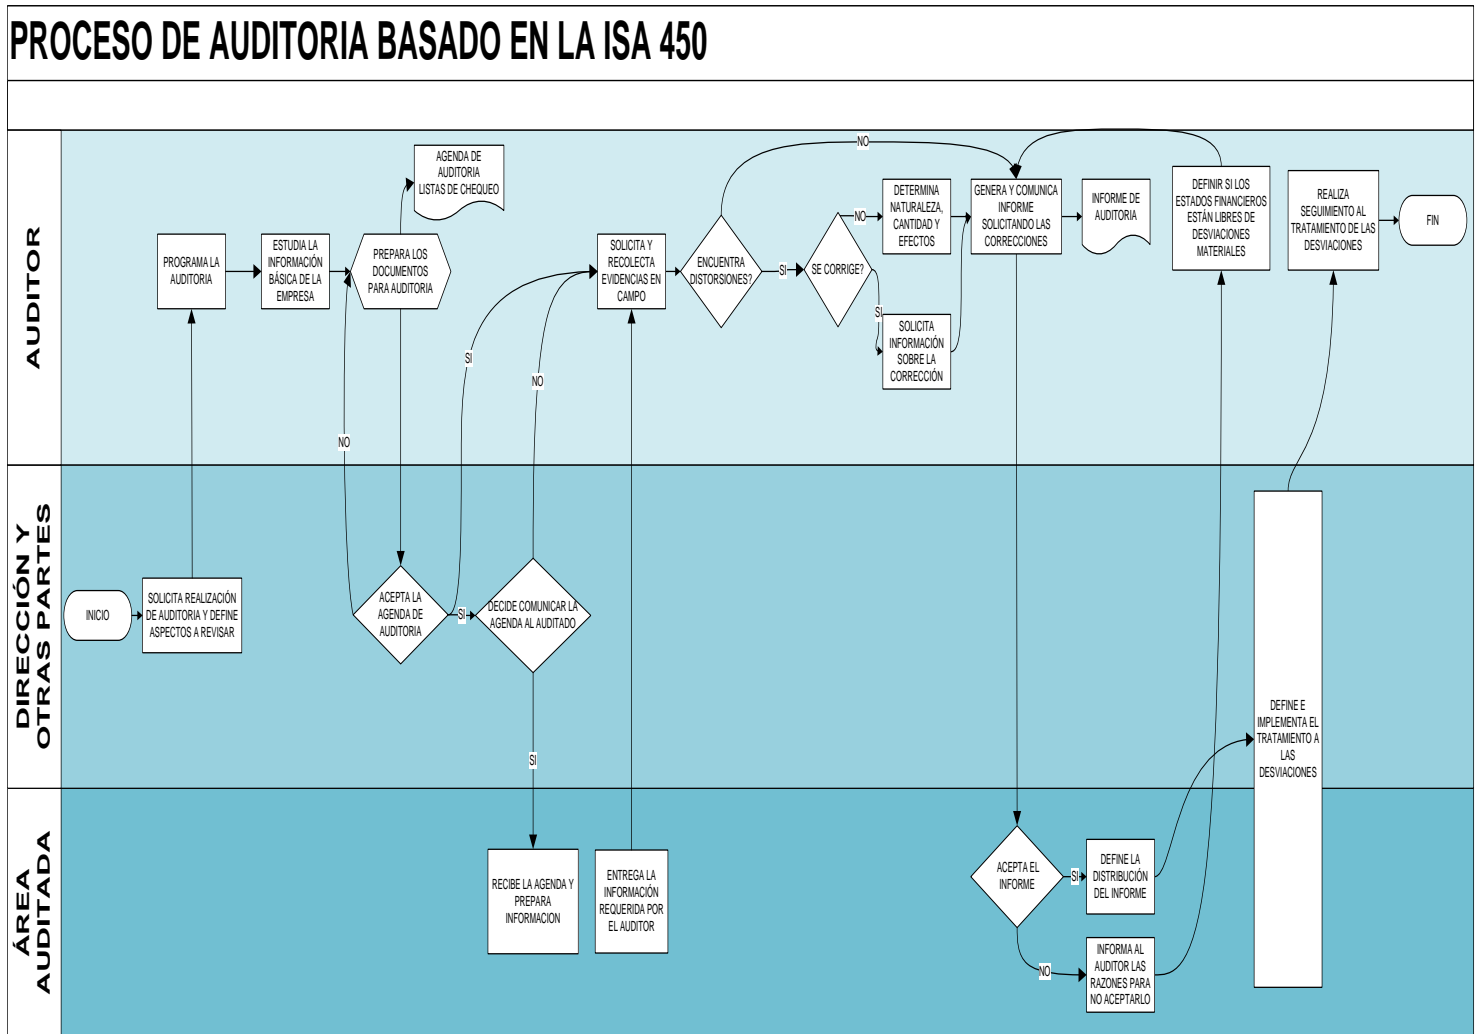 PROCESO DE AUDITORIA BASADO EN LA ISA 450
AUDITOR
AGENDA DE
AUDITORIA
LISTAS DE CHEQUEO
PROGRAMA LA
AUDITORIA
ESTUDIA LA
INFORMACIÓN
BÁSICA DE LA
EMPRESA
PREPARA LOS
DOCUMENTOS
PARA AUDITORIA
SOLICITA Y
RECOLECTA
EVIDENCIAS EN
CAMPO
ENCUENTRA
DISTORSIONES?
NO
SI
SE CORRIGE?
NO
SI
DETERMINA
NATURALEZA,
CANTIDAD Y
EFECTOS
SOLICITA
INFORMACIÓN
SOBRE LA
CORRECCIÓN
GENERA Y COMUNICA
INFORME
SOLICITANDO LAS
CORRECCIONES
INFORME DE
AUDITORIA
DEFINIR SI LOS
ESTADOS FINANCIEROS
ESTÁN LIBRES DE
DESVIACIONES
MATERIALES
REALIZA
SEGUIMIENTO AL
TRATAMIENTO DE LAS
DESVIACIONES
FIN
SI
NO
NO
DIRECCIÓN Y
OTRAS PARTES
INICIO
SOLICITA REALIZACIÓN
DE AUDITORIA Y DEFINE
ASPECTOS A REVISAR
ACEPTA LA
AGENDA DE
AUDITORIA
SI
DECIDE COMUNICAR LA
AGENDA AL AUDITADO
SI
DEFINE E
IMPLEMENTA EL
TRATAMIENTO A
LAS
DESVIACIONES
ÁREA
AUDITADA
RECIBE LA AGENDA Y
PREPARA
INFORMACION
ENTREGA LA
INFORMACIÓN
REQUERIDA POR
EL AUDITOR
ACEPTA EL
INFORME
SI
DEFINE LA
DISTRIBUCIÓN
DEL INFORME
NO
INFORMA AL
AUDITOR LAS
RAZONES PARA
NO ACEPTARLO